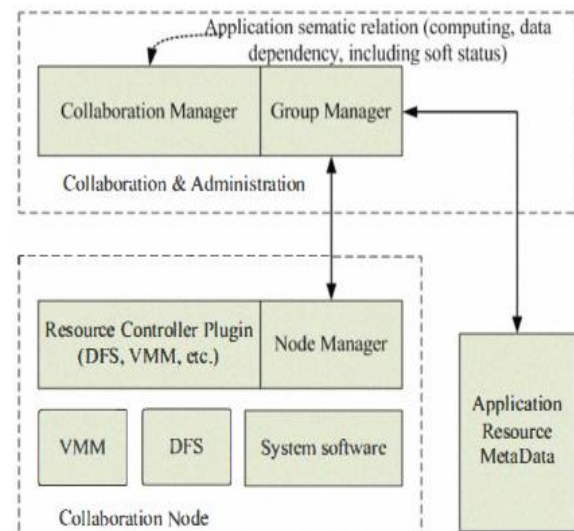 Application sematic relation (computing, data
dependency, including soft status)
Collaboration Manager
Group Manager
Collaboration & Administration
Resource Controller Plugin
(DFS, VMM, etc.)
Node Manager
VMM
DFS
System software
Collaboration Node
Application
Resource
MetaData